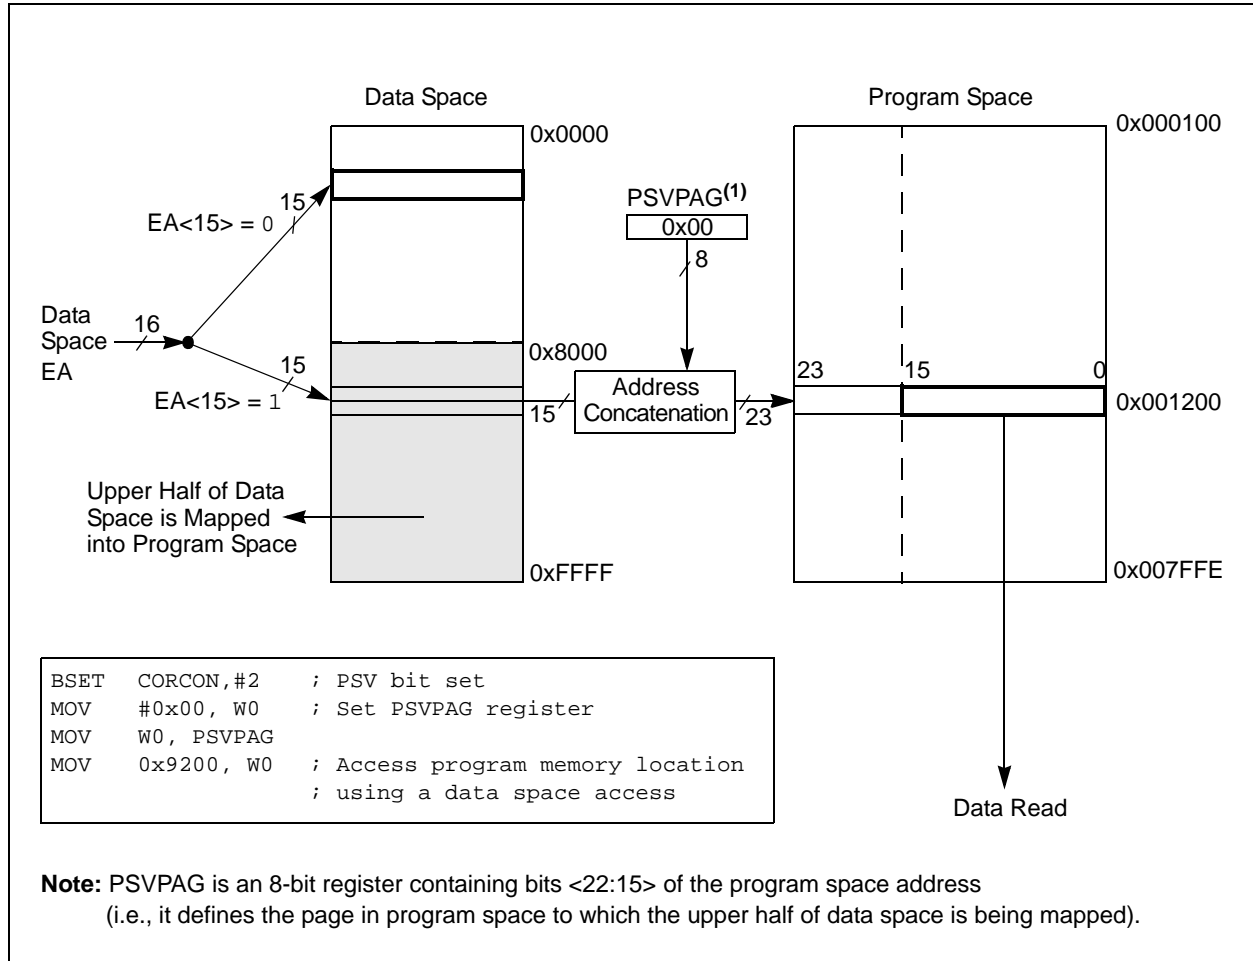 Data Space
Program Space
0x0000
0x000100
15
PSVPAG(1)
EA<15> = 0
0x00
8
Data
Space
EA
16
0x8000
15
EA<15> = 1
15
Address
Concatenation
23
23
15
0
0x001200
Upper Half of Data
Space is Mapped
into Program Space
0xFFFF
0x007FFE
BSET CORCON,#2 ; PSV bit set
MOV #0x00, W0 ; Set PSVPAG register
MOV W0, PSVPAG
MOV 0x9200, W0 ; Access program memory location
; using a data space access
Data Read
Note: PSVPAG is an 8-bit register containing bits <22:15> of the program space address
(i.e., it defines the page in program space to which the upper half of data space is being mapped).